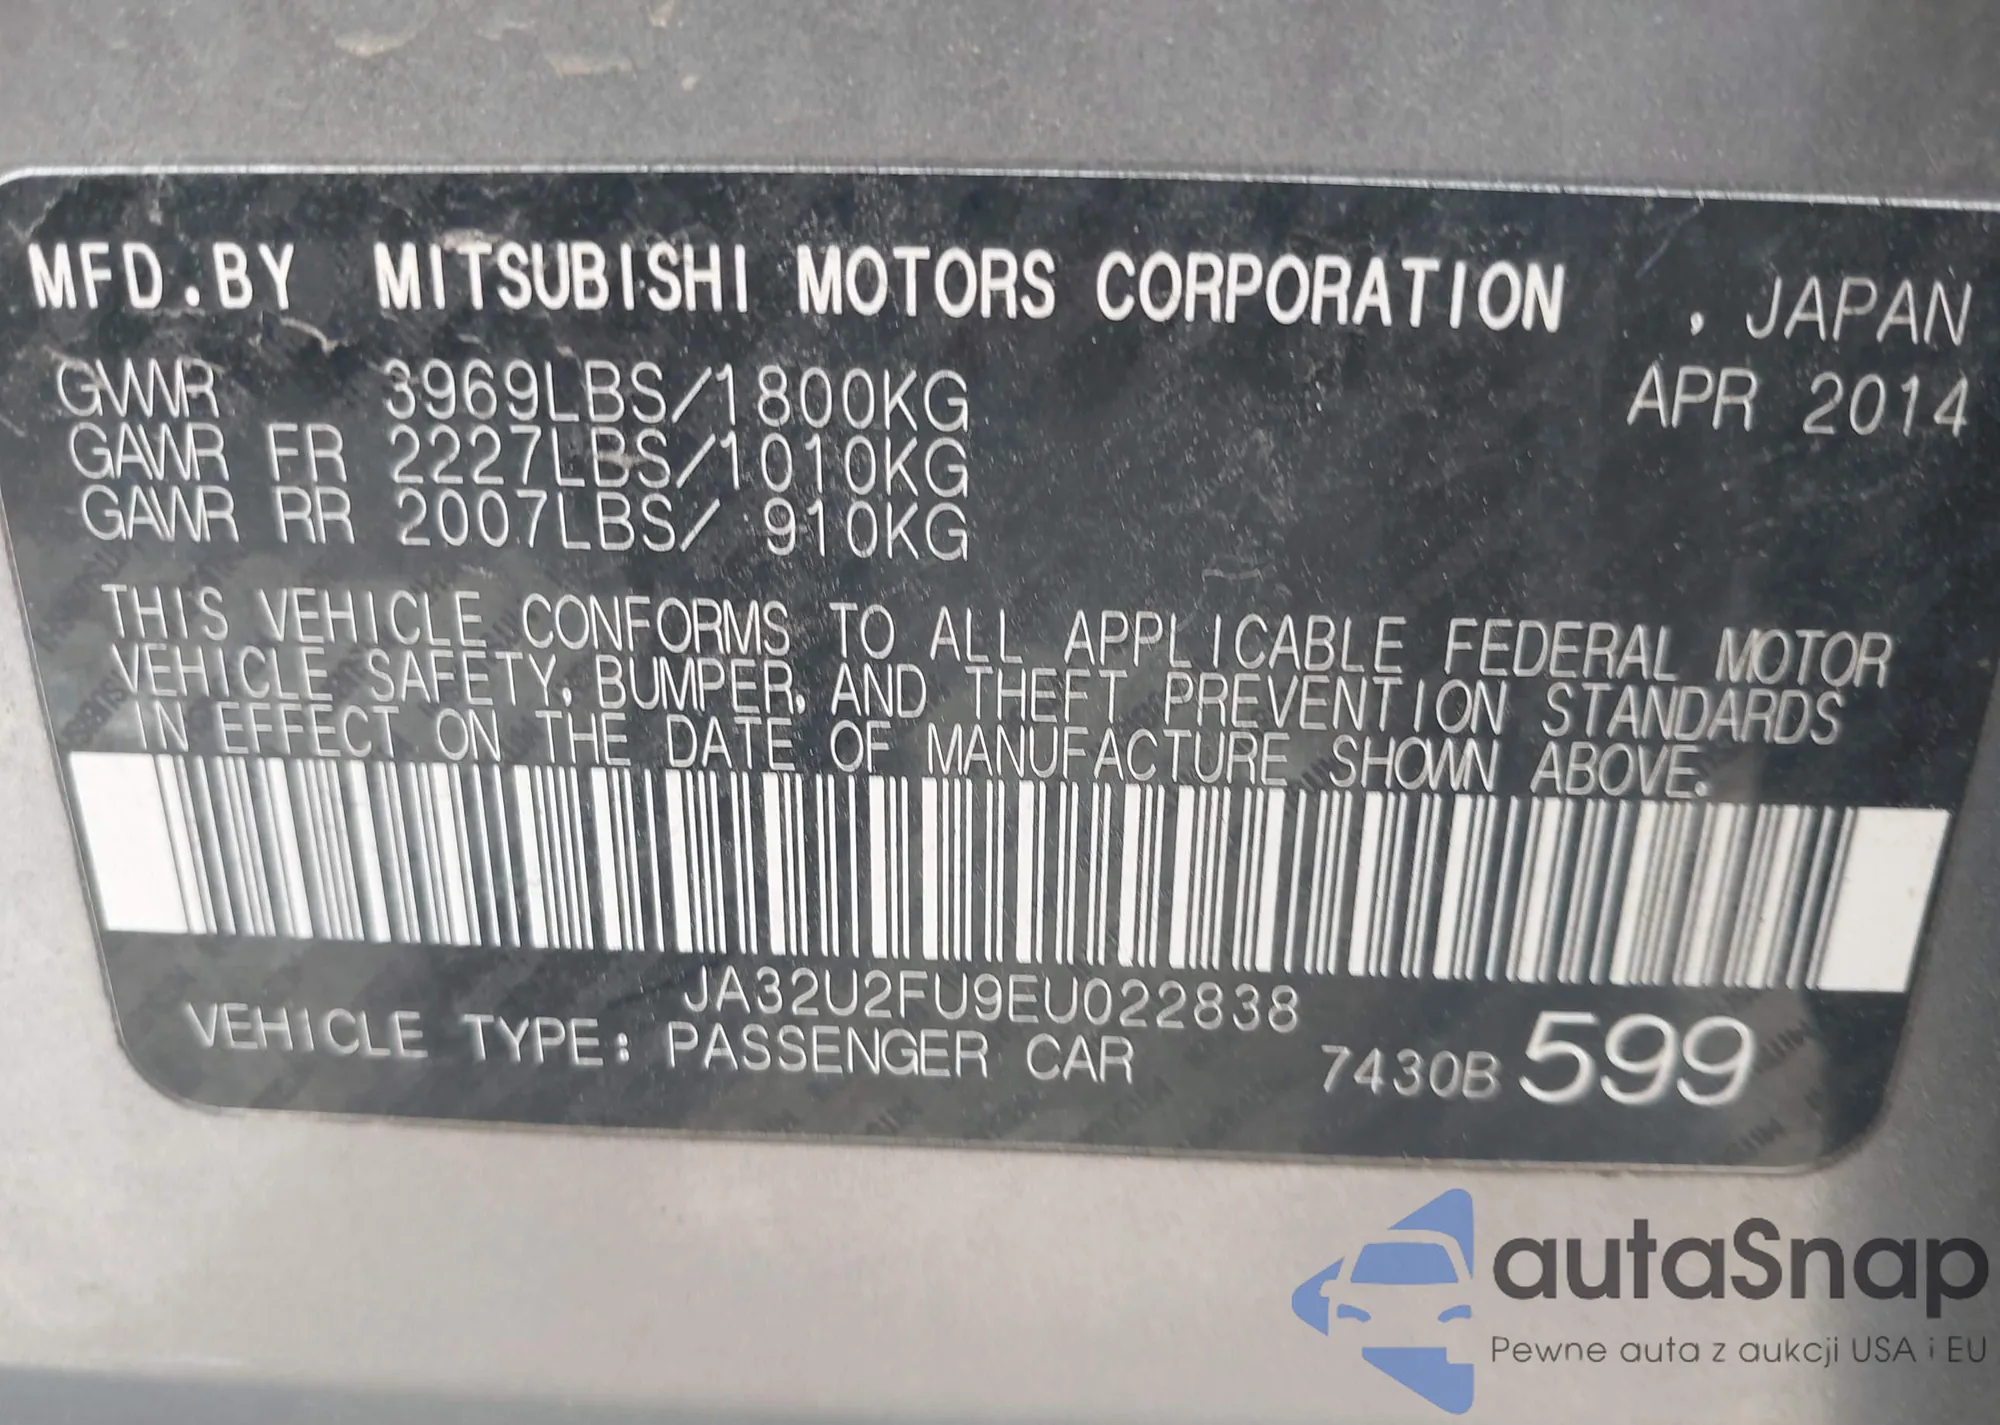 MFD.BY MITSUBISHI MOTORS CORPORATION , JAPAN
APR 2014
GVWR 3969LBS/1800KG
GAWR FR 2227LBS/1010KG
GAWR RR 2007LBS/ 910KG
THIS VEHICLE CONFORMS TO ALL APPLICABLE FEDERAL MOTOR
VEHICLE SAFETY, BUMPER, AND THEFT PREVENTION STANDARDS
IN EFFECT ON THE DATE OF MANUFACTURE SHOWN ABOVE.
JA32U2FU9EU022838
VEHICLE TYPE: PASSENGER CAR 7430B 599
autaSnap
Pewne auta z aukcji USA i EU